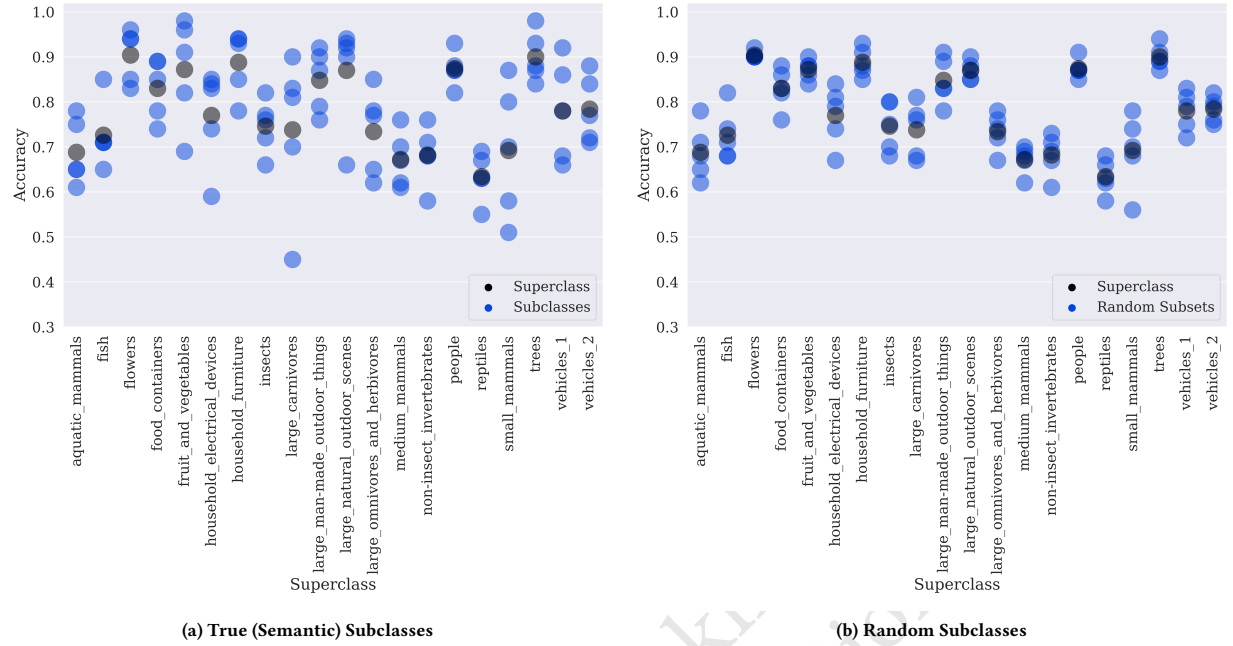 1.0
0.9
0.8
0.7
0.6
0.5
0.4
0.3
Accuracy
Superclass
Subclasses
aquatic_mammals
fish
flowers
food_containers
fruit_and_vegetables
household_electrical_devices
household_furniture
insects
large_carnivores
large_man-made_outdoor_things
large_natural_outdoor_scenes
large_omnivores_and_herbivores
medium_mammals
non-insect_invertebrates
people
reptiles
small_mammals
trees
vehicles_1
vehicles_2
Superclass
(a) True (Semantic) Subclasses
1.0
0.9
0.8
0.7
0.6
0.5
0.4
0.3
Accuracy
Superclass
Random Subsets
aquatic_mammals
fish
flowers
food_containers
fruit_and_vegetables
household_electrical_devices
household_furniture
insects
large_carnivores
large_man-made_outdoor_things
large_natural_outdoor_scenes
large_omnivores_and_herbivores
medium_mammals
non-insect_invertebrates
people
reptiles
small_mammals
trees
vehicles_1
vehicles_2
Superclass
(b) Random Subclasses